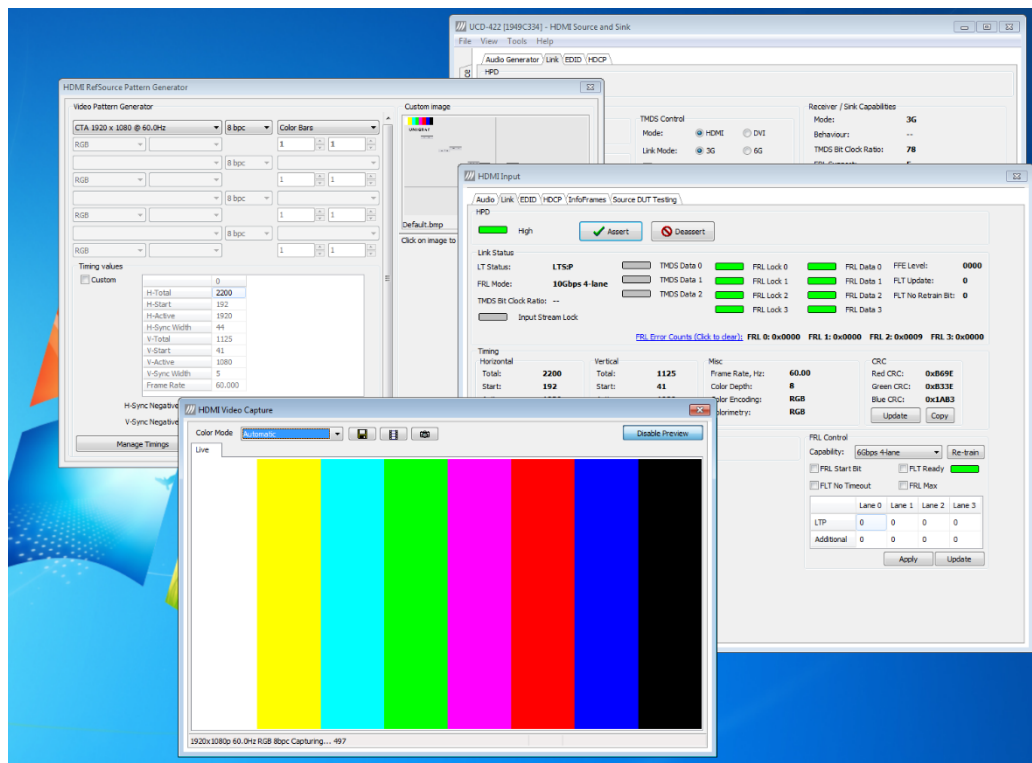 UCD-422 [1949C334] - HDMI Source and Sink
File View Tools Help
Audio Generator Link EDID HDCP
HPD
TMDS Control
Mode: HDMI DVI
Link Mode: 3G 6G
Receiver / Sink Capabilities
Mode: 3G
Behaviour: --
TMDS Bit Clock Ratio: 78
HDMI RefSource Pattern Generator
Video Pattern Generator
CTA 1920 x 1080 @ 60.0Hz 8 bpc Color Bars
RGB 1 1
8 bpc
RGB 1 1
8 bpc
RGB 1 1
8 bpc
RGB 1 1
Timing values
Custom
0
H-Total 2200
H-Start 192
H-Active 1920
H-Sync Width 44
V-Total 1125
V-Start 41
V-Active 1080
V-Sync Width 5
Frame Rate 60.000
H-Sync Negative
V-Sync Negative
Manage Timings
Custom image
Default.bmp
Click on image to
HDMI Input
Audio Link EDID HDCP InfoFrames Source DUT Testing
HPD
High Assert Deassert
Link Status
LT Status: LTS:P TMDS Data 0 FRL Lock 0 FRL Data 0 FFE Level: 0000
FRL Mode: 10Gbps 4-lane TMDS Data 1 FRL Lock 1 FRL Data 1 FLT Update: 0
TMDS Bit Clock Ratio: -- TMDS Data 2 FRL Lock 2 FRL Data 2 FLT No Retrain Bit: 0
Input Stream Lock FRL Lock 3 FRL Data 3
FRL Error Counts (Click to clear): FRL 0: 0x0000 FRL 1: 0x0000 FRL 2: 0x0009 FRL 3: 0x0000
Timing
Horizontal Vertical Misc CRC
Total: 2200 Total: 1125 Frame Rate, Hz: 60.00 Red CRC: 0xB69E
Start: 192 Start: 41 Color Depth: 8 Green CRC: 0xB33E
Color Encoding: RGB Blue CRC: 0x1AB3
Colorimetry: RGB Update Copy
FRL Control
Capability: 6Gbps 4-lane Re-train
FRL Start Bit FLT Ready
FLT No Timeout FRL Max
Lane 0 Lane 1 Lane 2 Lane 3
LTP 0 0 0 0
Additional 0 0 0 0
Apply Update
HDMI Video Capture
Color Mode Automatic Disable Preview
Live
1920x1080p 60.0Hz RGB 8bpc Capturing... 497